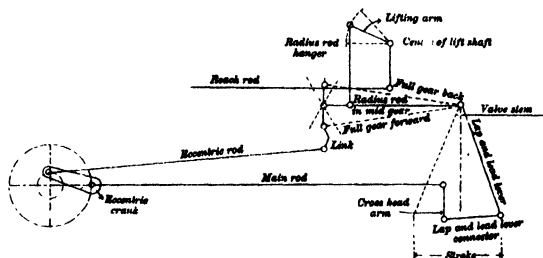 Lifting arm
Radius rod
hanger
of lift shaft
Reach rod
Full gear back
Radius rod
in mid gear
Valve stem
Full gear forward
Eccentric rod
Link
Lap and lead lever
Main rod
Eccentric
crank
Cross head
arm
Lap and lead lever
connector
Stroke